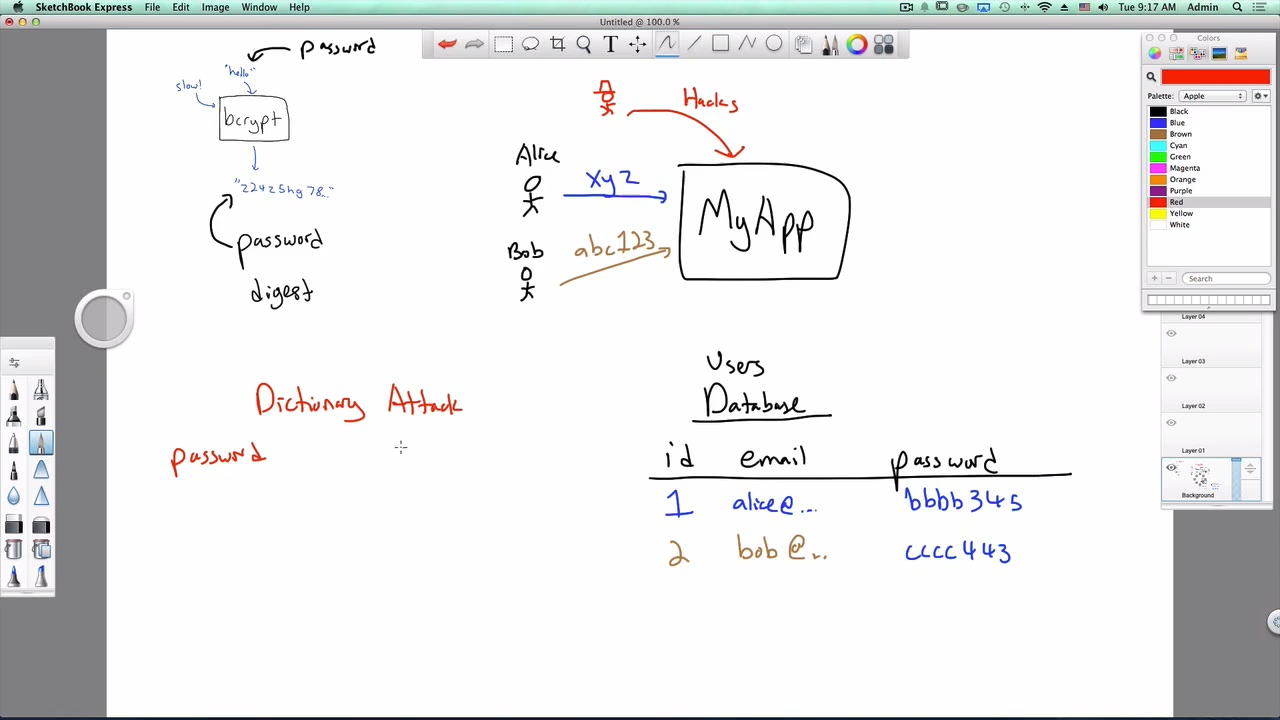 SketchBook Express File Edit Image Window Help
Tue 9:17 AM Admin
Untitled @ 100.0 %
password
"hello"
slow!
bcrypt
"22425hg78..."
password
digest
Hacks
Alice
xyz
MyApp
Bob
abc123
Dictionary Attack
password
Users
Database
id email password
1 alice@... bbbb345
2 bob@... cccc443
Colors
Palette: Apple
Black
Blue
Brown
Cyan
Green
Magenta
Orange
Purple
Red
Yellow
White
Search
Layer 04
Layer 03
Layer 02
Layer 01
Background